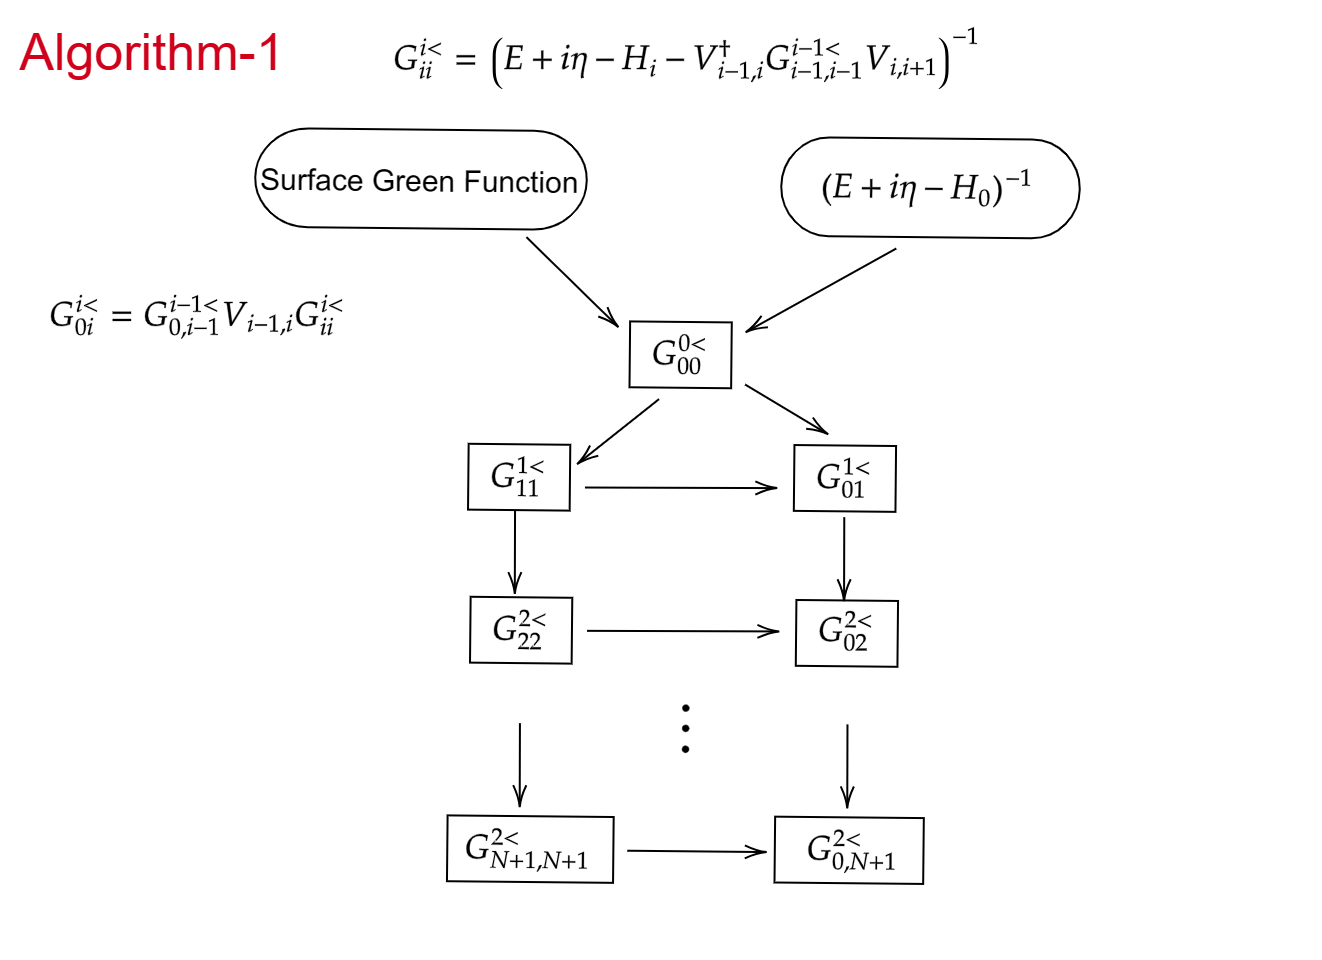 Algorithm-1
$G_{ii}^{i<} = \left(E + i\eta - H_i - V_{i-1,i}^{\dagger} G_{i-1,i-1}^{i-1<} V_{i,i+1}\right)^{-1}$
Surface Green Function
$(E + i\eta - H_0)^{-1}$
$G_{0i}^{i<} = G_{0,i-1}^{i-1<} V_{i-1,i} G_{ii}^{i<}$
$G_{00}^{0<}$
$G_{11}^{1<}$
$G_{01}^{1<}$
$G_{22}^{2<}$
$G_{02}^{2<}$
$G_{N+1,N+1}^{2<}$
$G_{0,N+1}^{2<}$